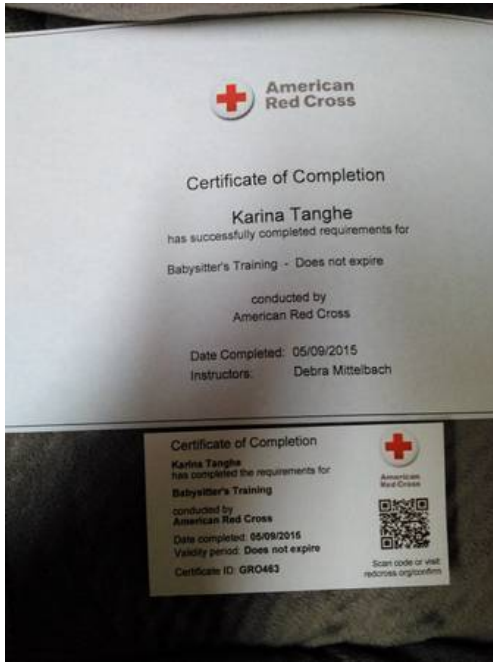 American
Red Cross
Certificate of Completion
Karina Tanghe
has successfully completed requirements for
Babysitter's Training - Does not expire
conducted by
American Red Cross
Date Completed: 05/09/2015
Instructors: Debra Mittelbach
Certificate of Completion
Karina Tanghe
has completed the requirements for
Babysitter's Training
conducted by
American Red Cross
Date completed: 05/09/2015
Validity period: Does not expire
Certificate ID: GRO463
American
Red Cross
Scan code or visit:
redcross.org/confirm